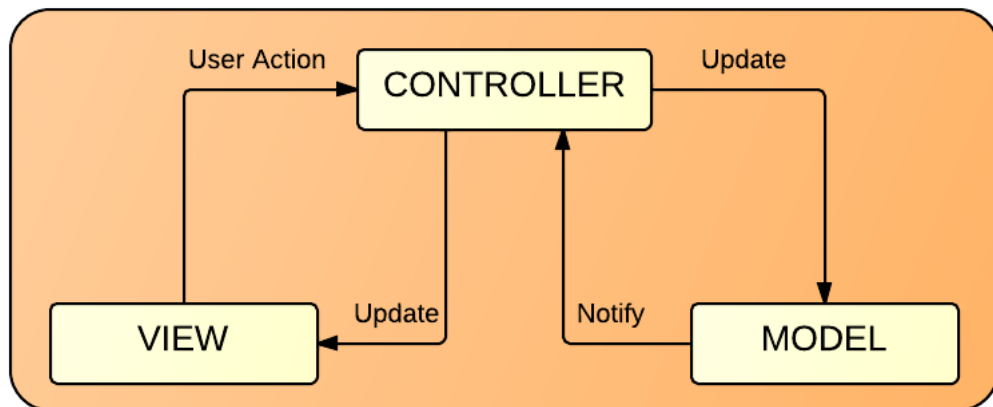 User Action
CONTROLLER
Update
Update
Notify
VIEW
MODEL